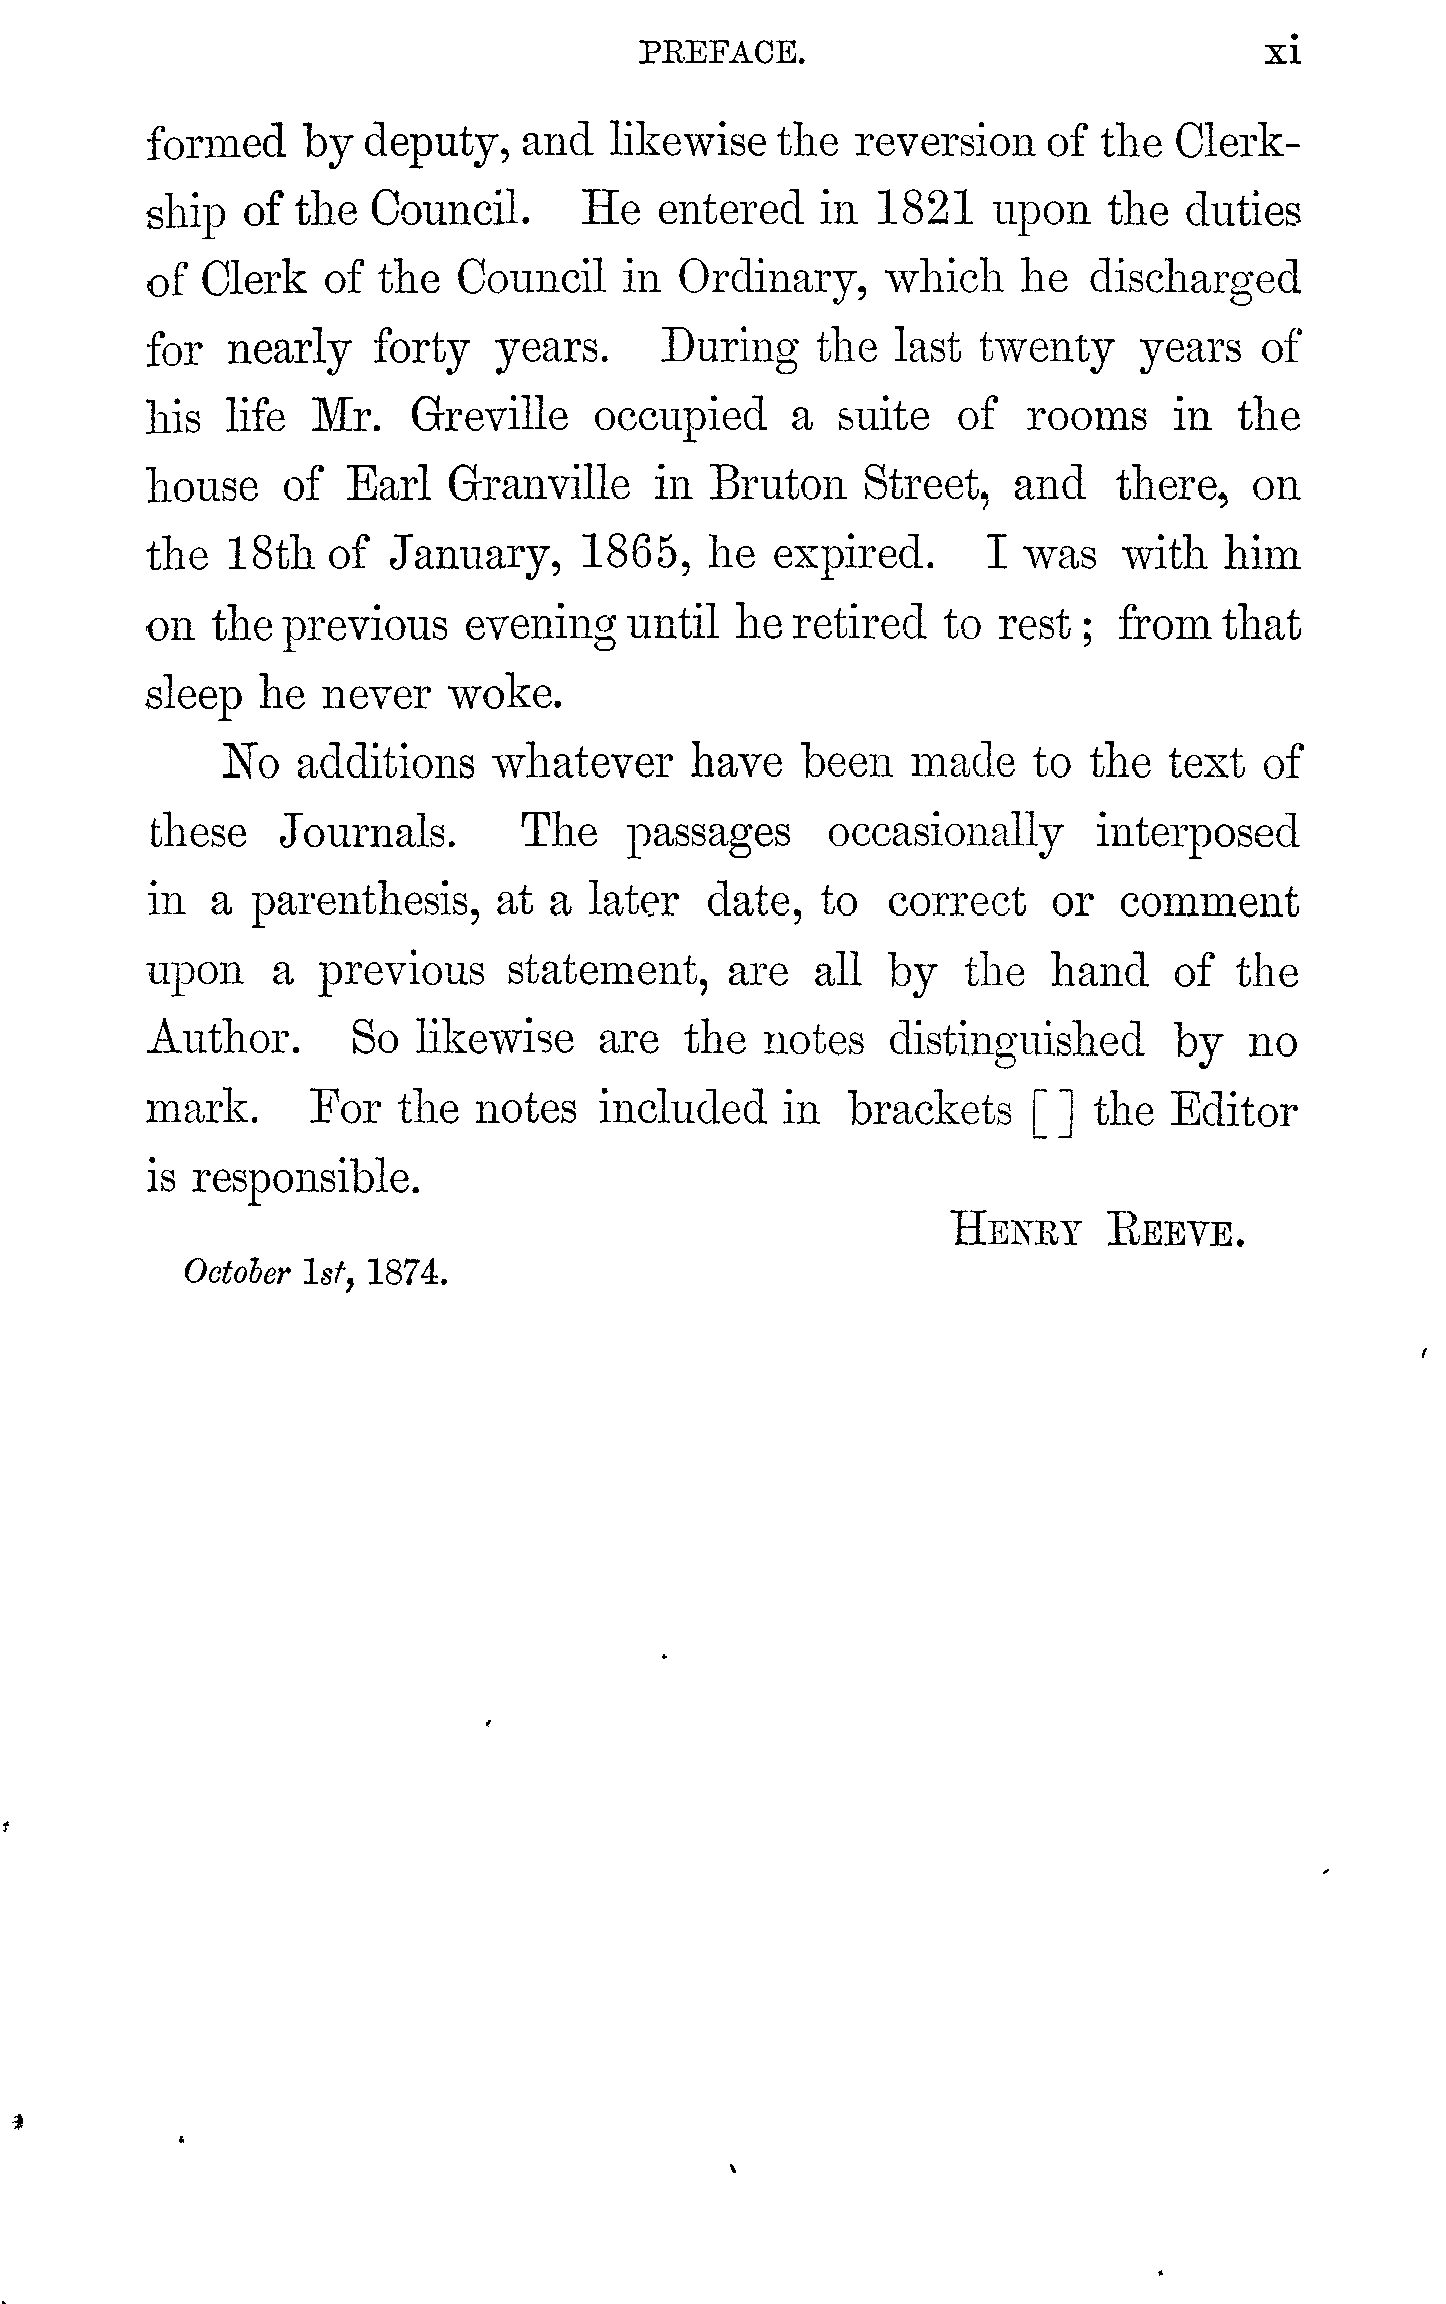 PREFACE. xi
formed by deputy, and likewise the reversion of the Clerk-
ship of the Council. He entered in 1821 upon the duties
of Clerk of the Council in Ordinary, which he discharged
for nearly forty years. During the last twenty years of
his life Mr. Greville occupied a suite of rooms in the
house of Earl Granville in Bruton Street, and there, on
the 18th of January, 1865, he expired. I was with him
on the previous evening until he retired to rest; from that
sleep he never woke.
No additions whatever have been made to the text of
these Journals. The passages occasionally interposed
in a parenthesis, at a later date, to correct or comment
upon a previous statement, are all by the hand of the
Author. So likewise are the notes distinguished by no
mark. For the notes included in brackets [ ] the Editor
is responsible.
HENRY REEVE.
October 1st, 1874.